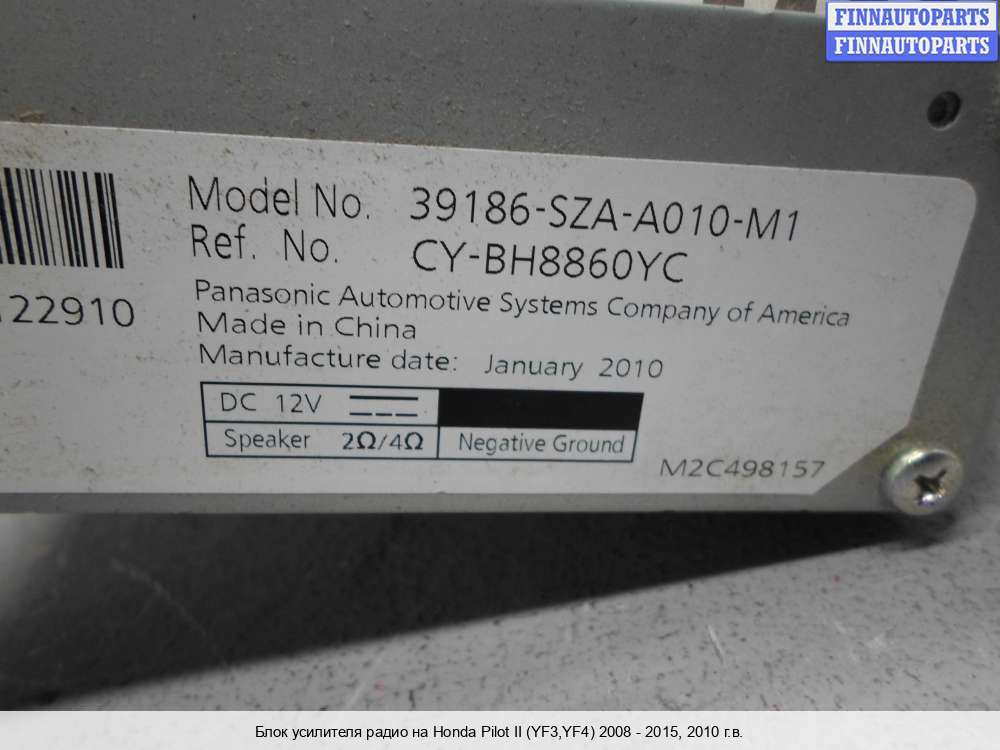 FINNAUTOPARTS
FINNAUTOPARTS
Model No. 39186-SZA-A010-M1
Ref. No. CY-BH8860YC
Panasonic Automotive Systems Company of America
122910
Made in China
Manufacture date: January 2010
DC 12V
Speaker 2Ω/4Ω Negative Ground
M2C498157
Блок усилителя радио на Honda Pilot II (YF3,YF4) 2008 - 2015, 2010 г.в.